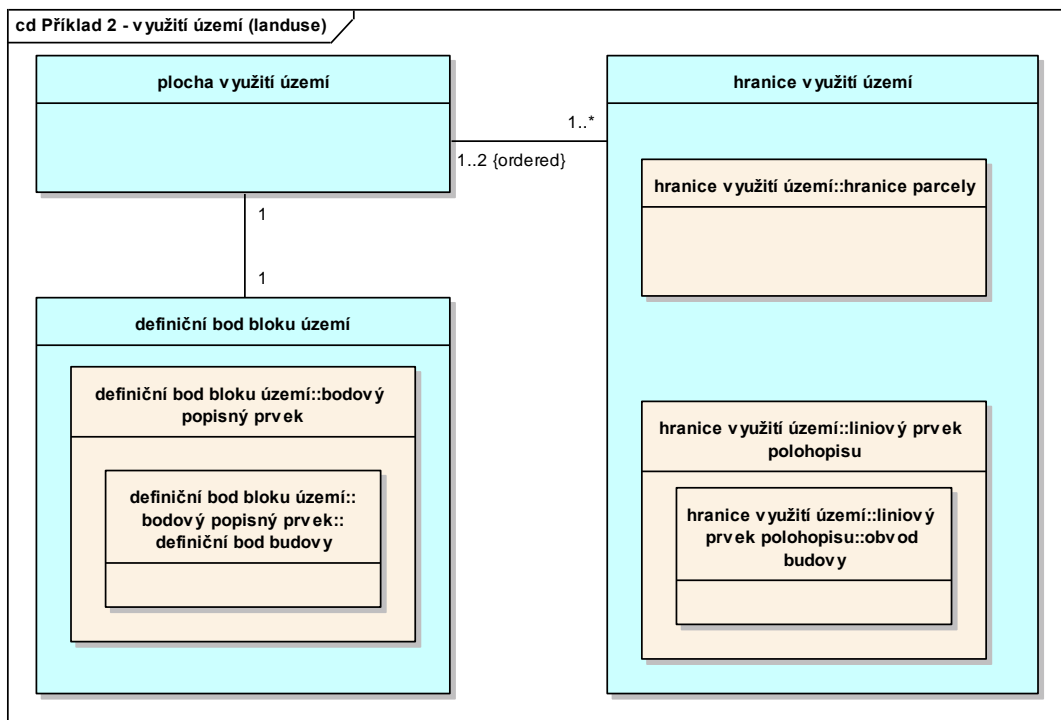 cd Příklad 2 - využití území (landuse)
plocha využití území
hranice využití území
1..*
1..2 {ordered}
hranice využití území::hranice parcely
1
1
definiční bod bloku území
definiční bod bloku území::bodový
popisný prvek
definiční bod bloku území::
bodový popisný prvek::
definiční bod budovy
hranice využití území::liniový prvek
polohopisu
hranice využití území::liniový
prvek polohopisu::obvod
budovy